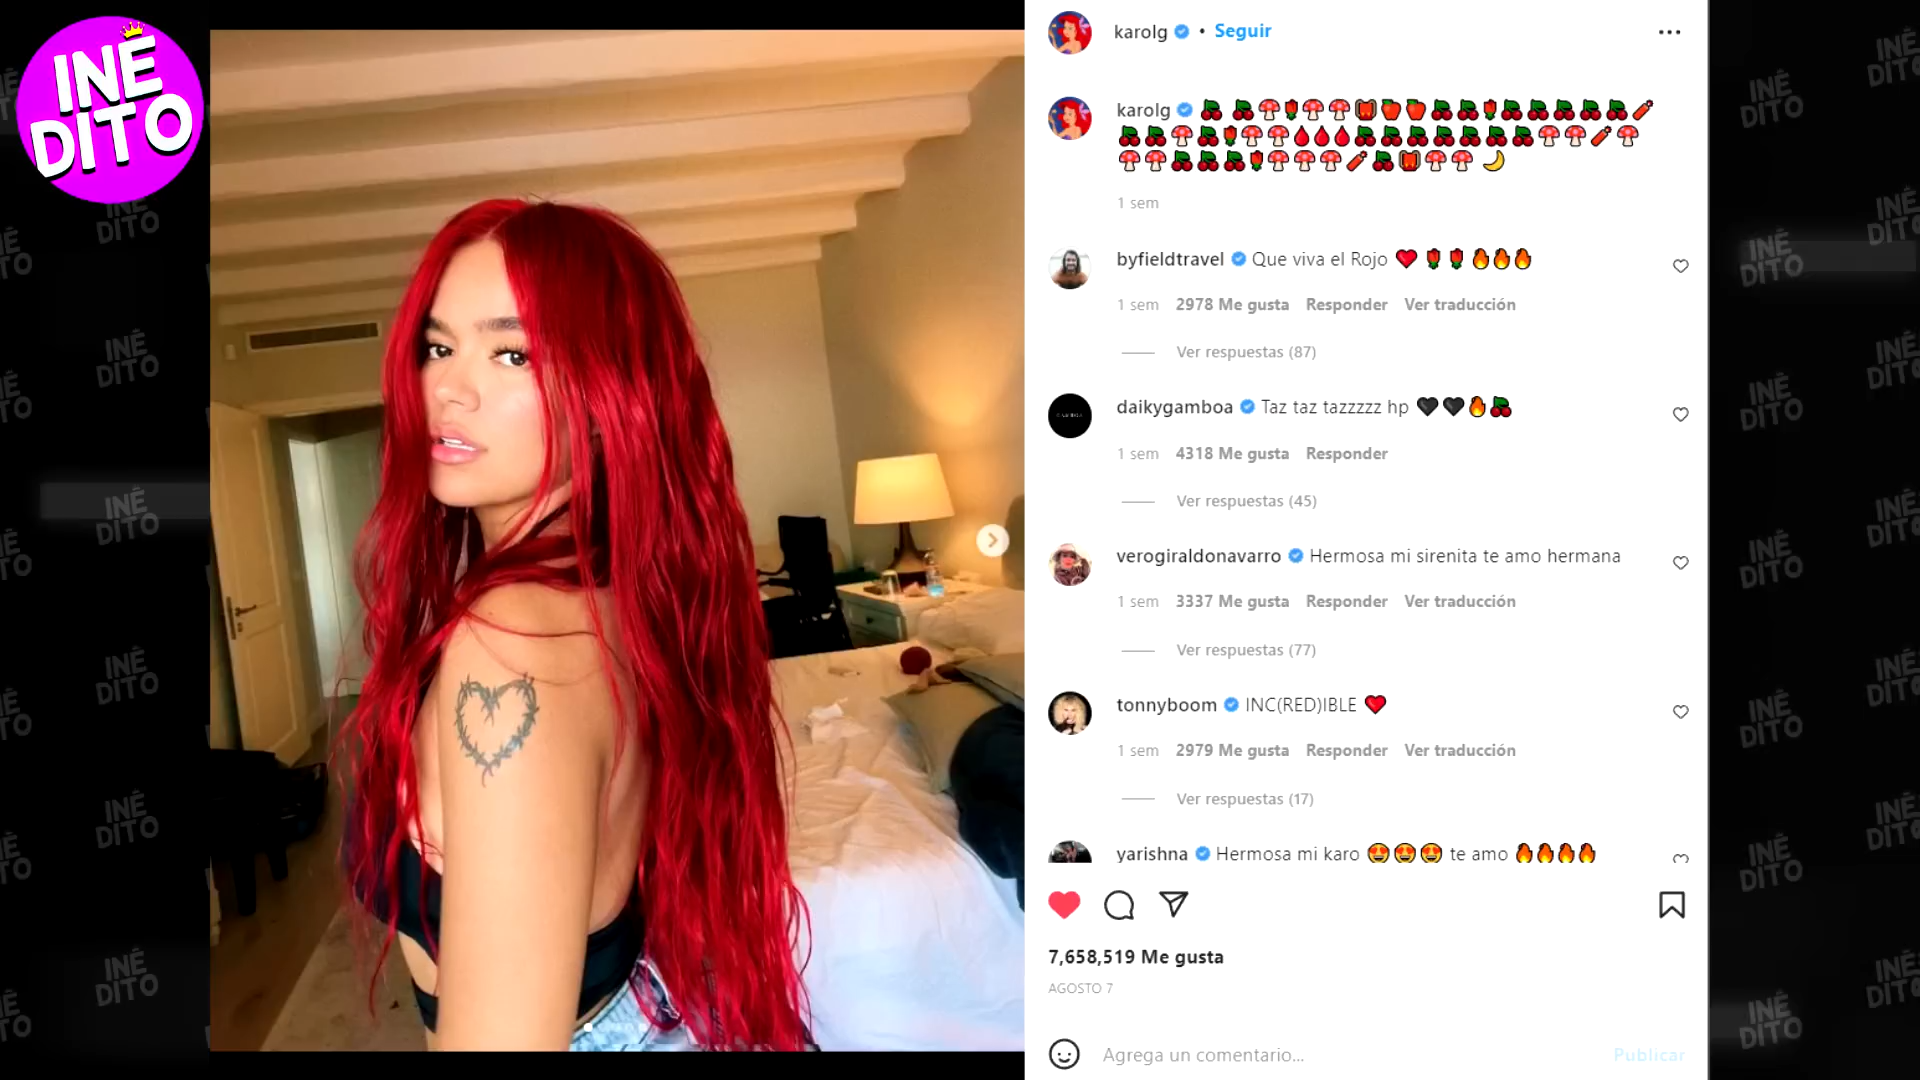 INÉ
DITO
karolg • Seguir
karolg
1 sem
byfieldtravel Que viva el Rojo
1 sem 2978 Me gusta Responder Ver traducción
Ver respuestas (87)
daikygamboa Taz taz tazzzzz hp
1 sem 4318 Me gusta Responder
Ver respuestas (45)
verogiraldonavarro Hermosa mi sirenita te amo hermana
1 sem 3337 Me gusta Responder Ver traducción
Ver respuestas (77)
tonnyboom INC(RED)IBLE
1 sem 2979 Me gusta Responder Ver traducción
Ver respuestas (17)
yarishna Hermosa mi karo te amo
7,658,519 Me gusta
AGOSTO 7
Agrega un comentario...
Publicar